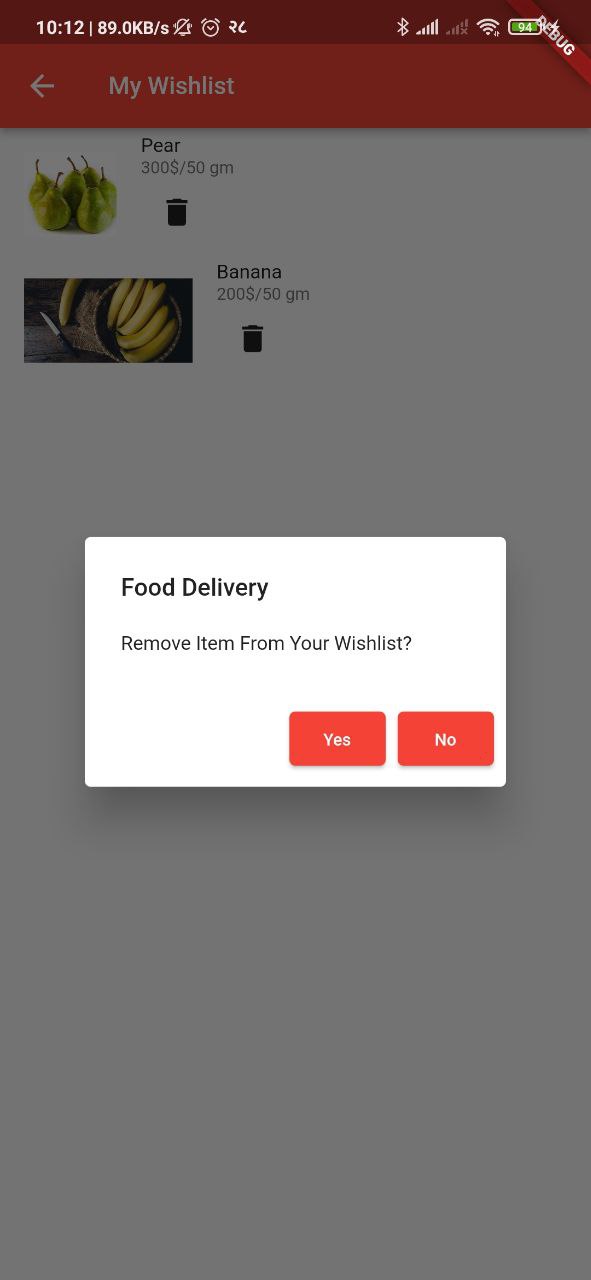 10:12 | 89.0KB/s २८ 94
DEBUG
My Wishlist
Pear
300$/50 gm
Banana
200$/50 gm
Food Delivery
Remove Item From Your Wishlist?
Yes No